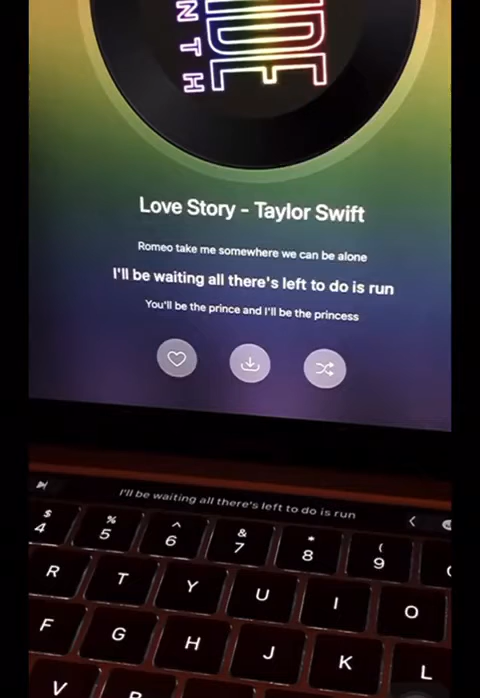 NTH
IDE
Love Story - Taylor Swift
Romeo take me somewhere we can be alone
I'll be waiting all there's left to do is run
You'll be the prince and I'll be the princess
I'll be waiting all there's left to do is run
$ % ^ & * (
4 5 6 7 8 9
R T Y U I O
F G H J K L
V